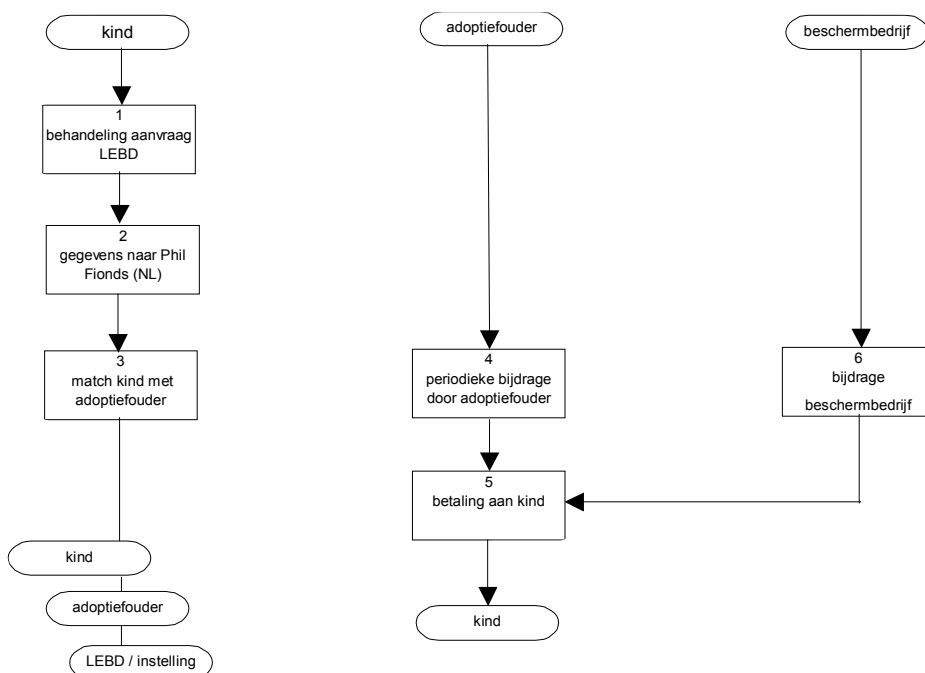 kind
1
behandeling aanvraag
LEBD
2
gegevens naar Phil
Fionds (NL)
3
match kind met
adoptiefouder
kind
adoptiefouder
LEBD / instelling
adoptiefouder
4
periodieke bijdrage
door adoptiefouder
5
betaling aan kind
kind
beschermbedrijf
6
bijdrage
beschermbedrijf